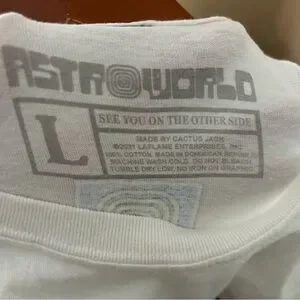 ASTROWORLD
L
SEE YOU ON THE OTHER SIDE
MADE BY CACTUS JACK
©2021 LAFLAME ENTERPRISES, INC
100% COTTON. MADE IN DOMINICAN REPUBLIC
MACHINE WASH COLD. DO NOT BLEACH
TUMBLE DRY LOW, NO IRON ON GRAPHIC